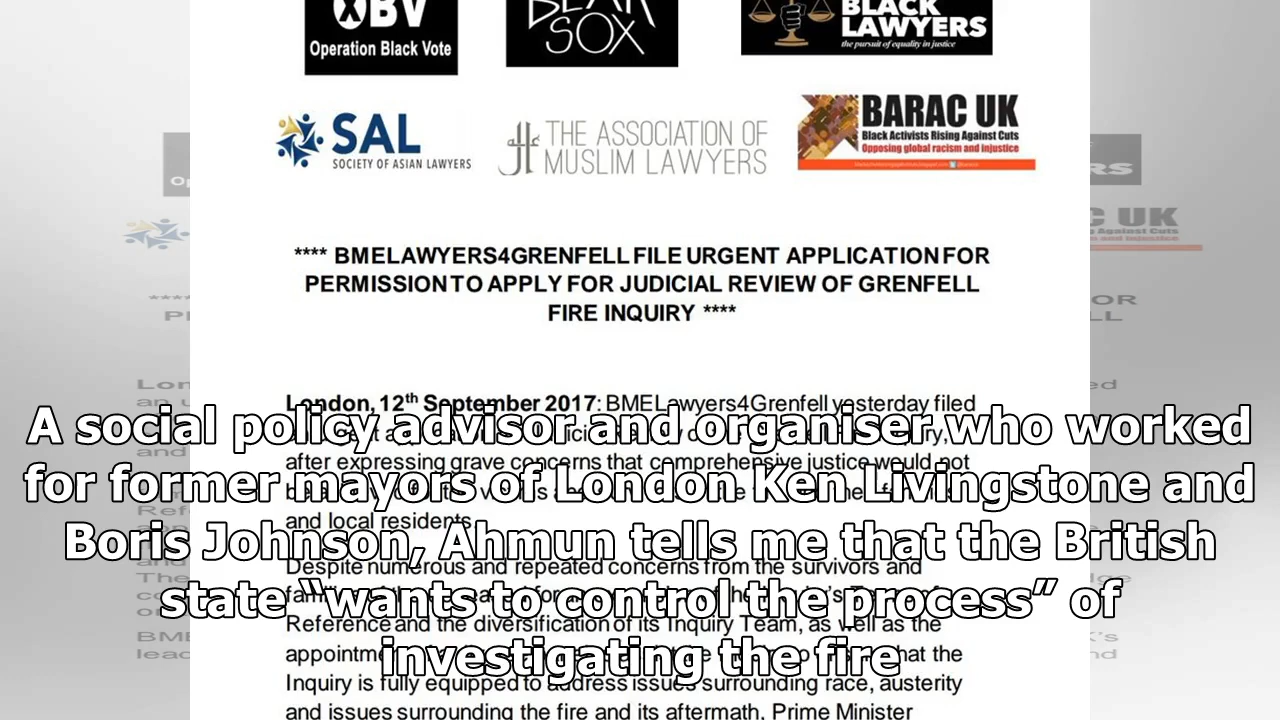 OBV
Operation Black Vote
BEAR
SOX
BLACK
LAWYERS
the pursuit of equality in justice
SAL
SOCIETY OF ASIAN LAWYERS
THE ASSOCIATION OF
MUSLIM LAWYERS
BARAC UK
Black Activists Rising Against Cuts
Opposing global racism and injustice
**** BMELAWYERS4GRENFELL FILE URGENT APPLICATION FOR
PERMISSION TO APPLY FOR JUDICIAL REVIEW OF GRENFELL
FIRE INQUIRY ****
London, 12th September 2017: BMELawyers4Grenfell yesterday filed
after expressing grave concerns that comprehensive justice would not
and local residents
Despite numerous and repeated concerns from the survivors and
Reference and the diversification of its Inquiry Team, as well as the
appointment that the
Inquiry is fully equipped to address issues surrounding race, austerity
and issues surrounding the fire and its aftermath, Prime Minister
A social policy advisor and organiser who worked
for former mayors of London Ken Livingstone and
Boris Johnson, Ahmun tells me that the British
state “wants to control the process” of
investigating the fire